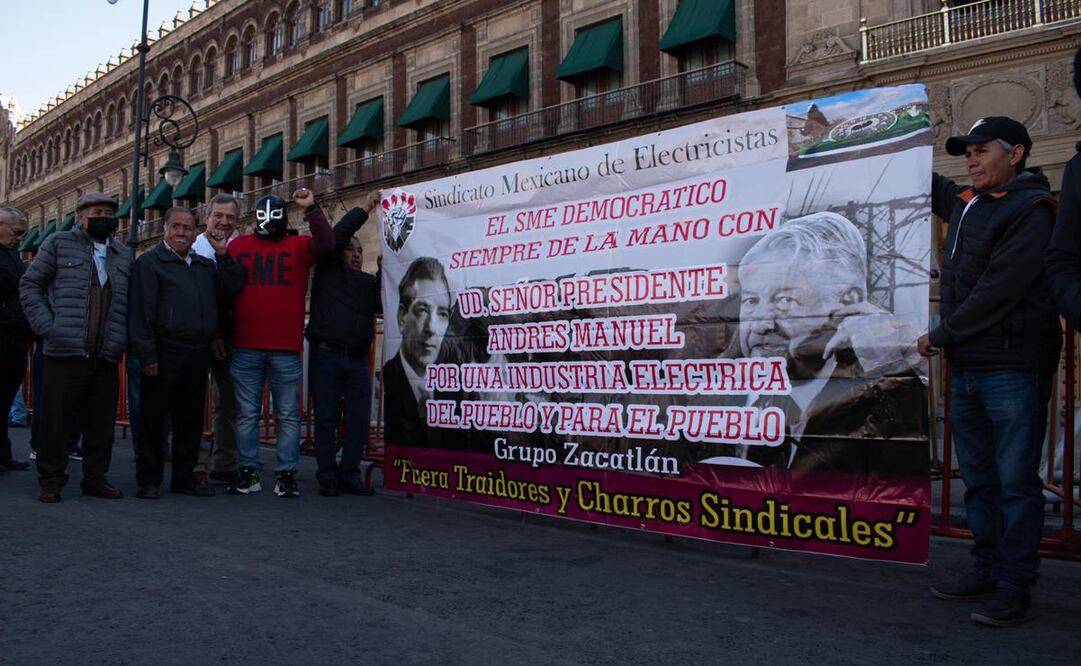 Sindicato Mexicano de Electricistas
EL SME DEMOCRATICO
SIEMPRE DE LA MANO CON
UD. SEÑOR PRESIDENTE
ANDRES MANUEL
POR UNA INDUSTRIA ELECTRICA
DEL PUEBLO Y PARA EL PUEBLO
Grupo Zacatlán
"Fuera Traidores y Charros Sindicales"
SME